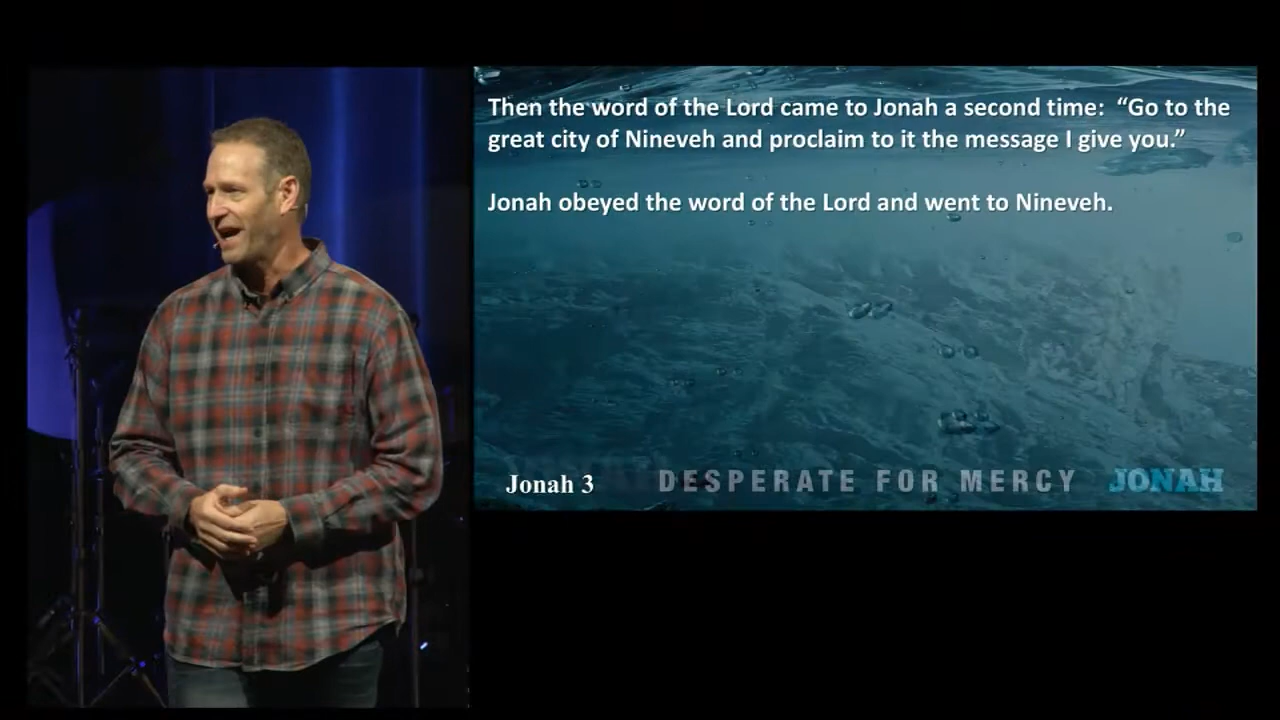 Then the word of the Lord came to Jonah a second time:  “Go to the
great city of Nineveh and proclaim to it the message I give you.”
Jonah obeyed the word of the Lord and went to Nineveh.
Jonah 3
DESPERATE FOR MERCY
JONAH